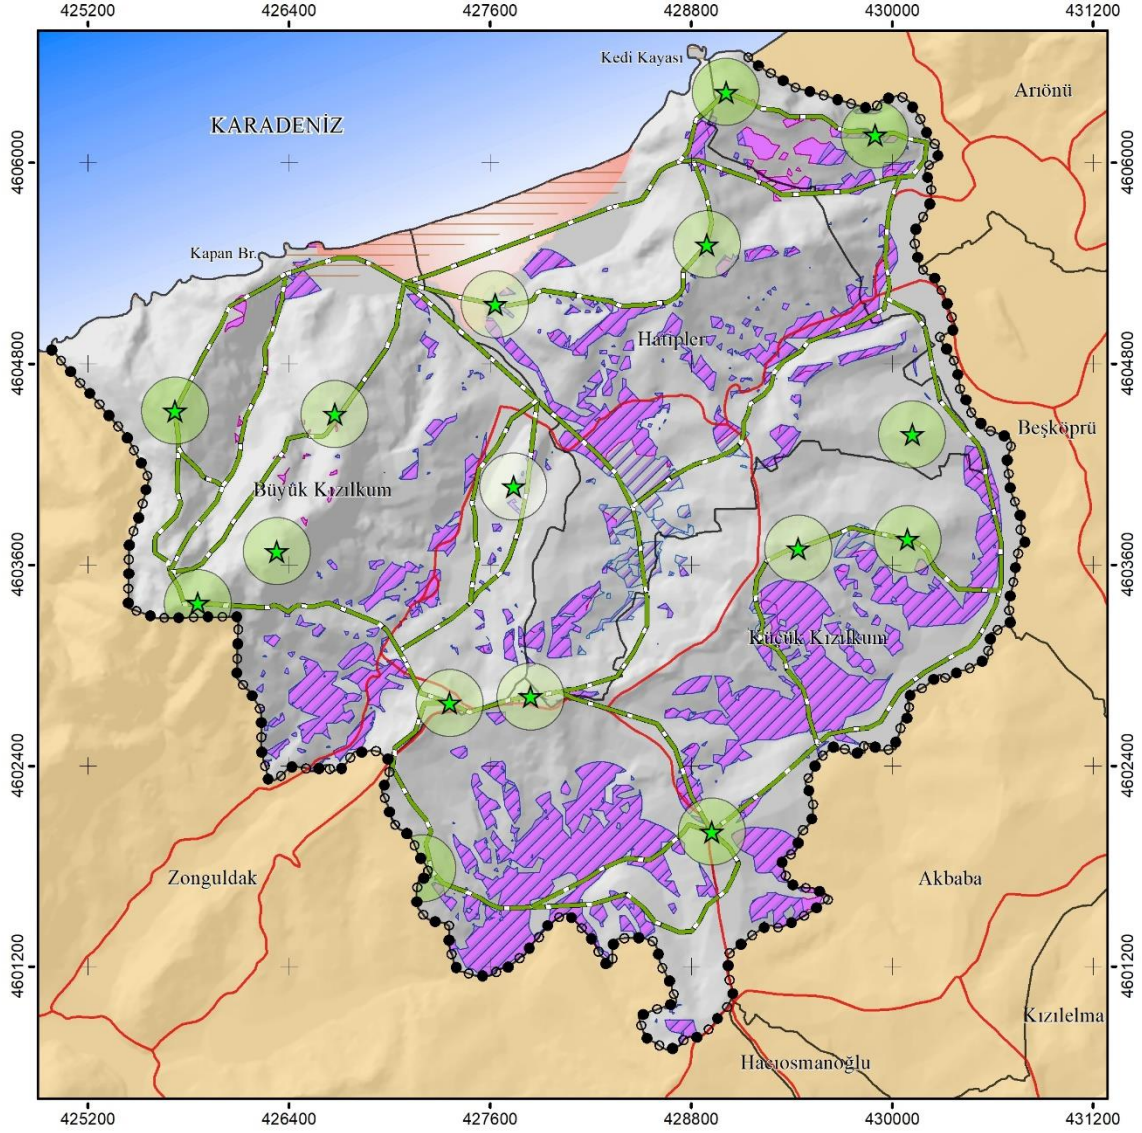 425200 426400 427600 428800 430000 431200
Kedi Kayası
Arıönü
KARADENİZ
4606000 4606000
Kapan Br.
Hatipler
4604800 4604800
Beşköprü
Büyük Kızılkum
4603600 4603600
Küçük Kızılkum
4602400 4602400
Zonguldak
Akbaba
4601200 4601200
Kızılelma
Hacıosmanoğlu
425200 426400 427600 428800 430000 431200